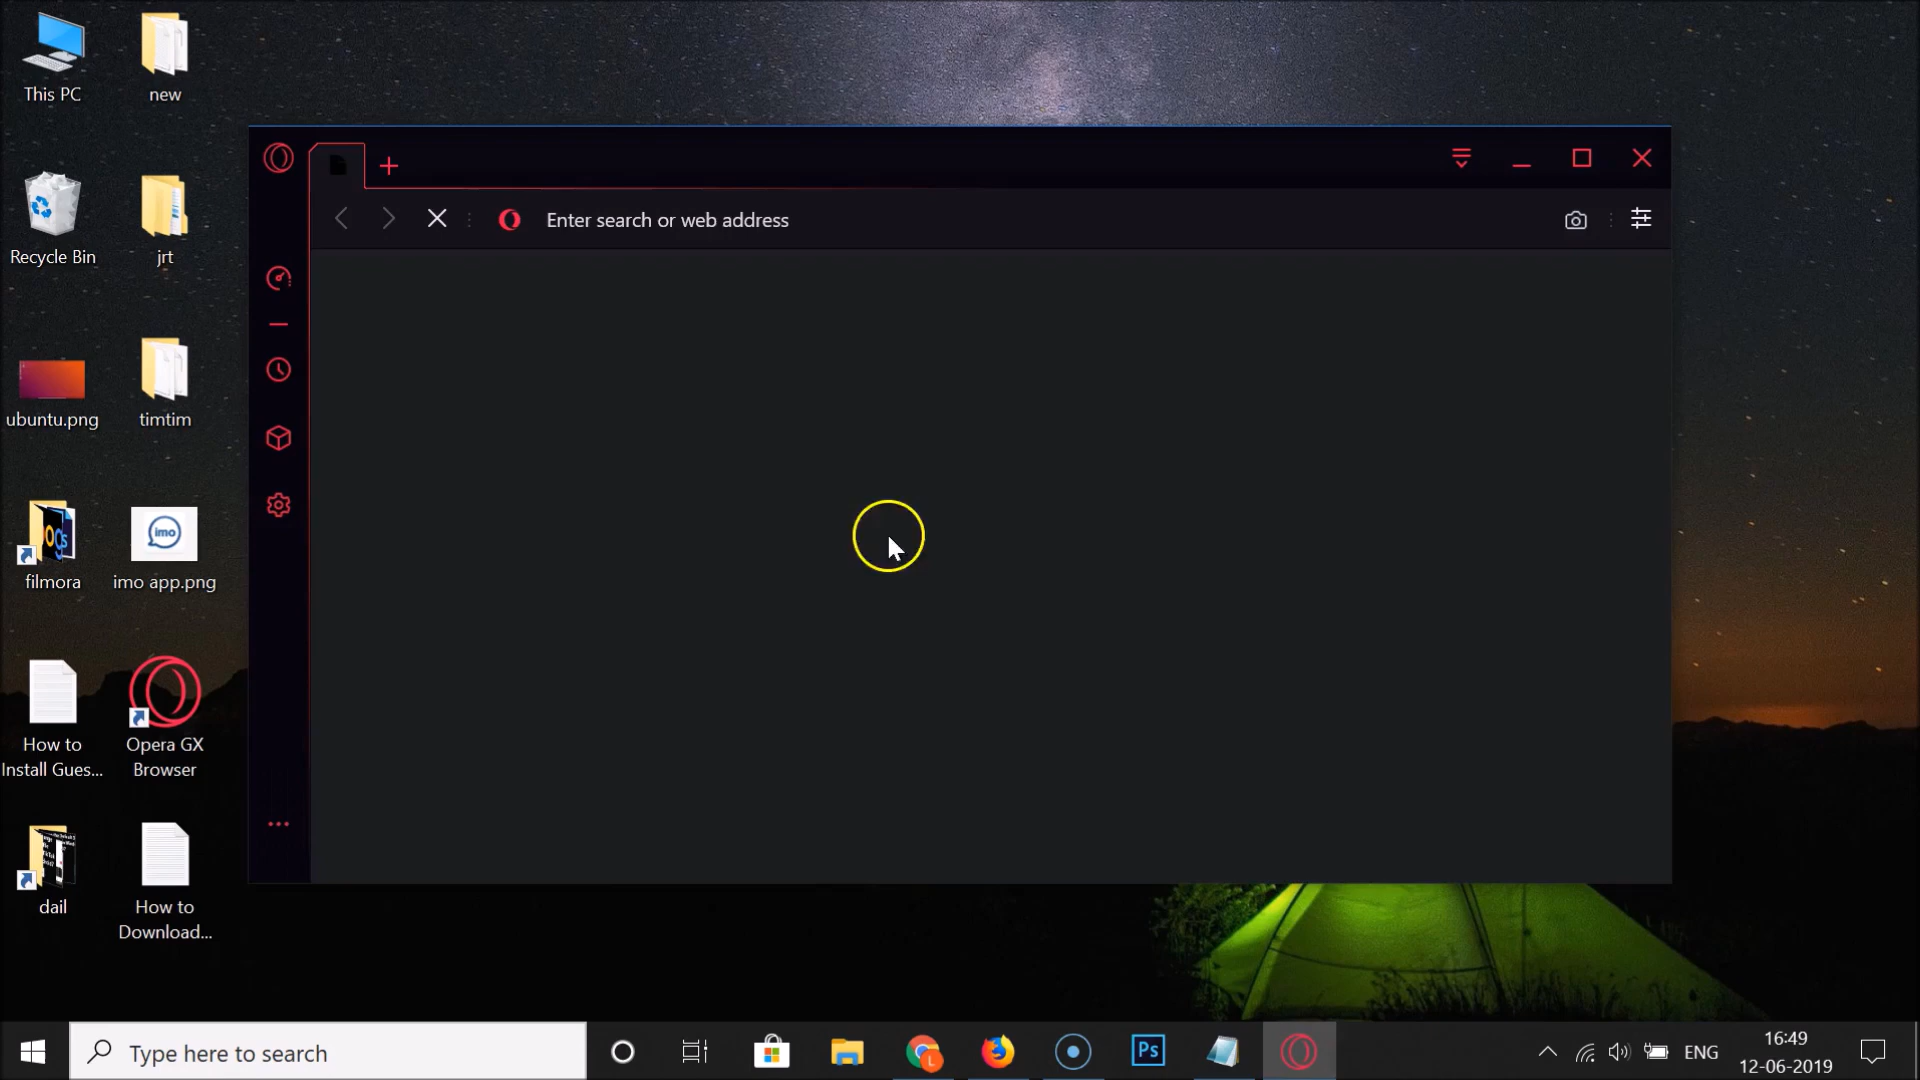 This PC
new
Enter search or web address
Recycle Bin
jrt
ubuntu.png
timtim
imo
filmora
imo app.png
How to
Install Gues...
Opera GX
Browser
dail
How to
Download...
Type here to search
L
Ps
ENG
16:49
12-06-2019